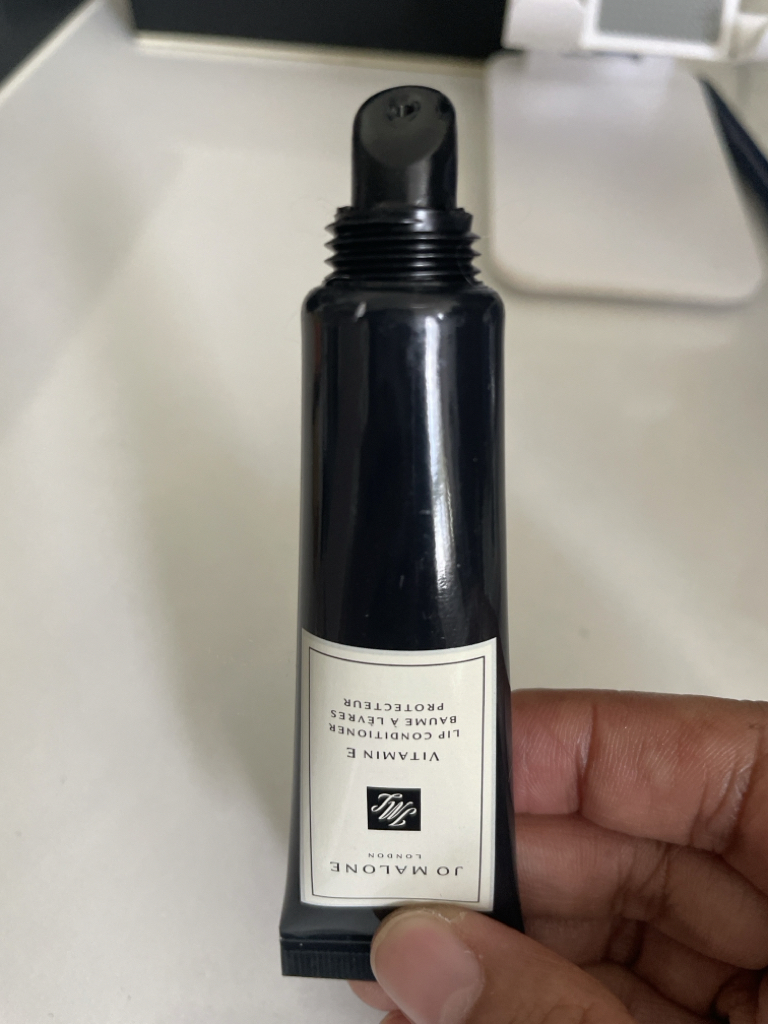 JO MALONE
LONDON
JML
VITAMIN E
LIP CONDITIONER
BAUME À LÈVRES
PROTECTEUR